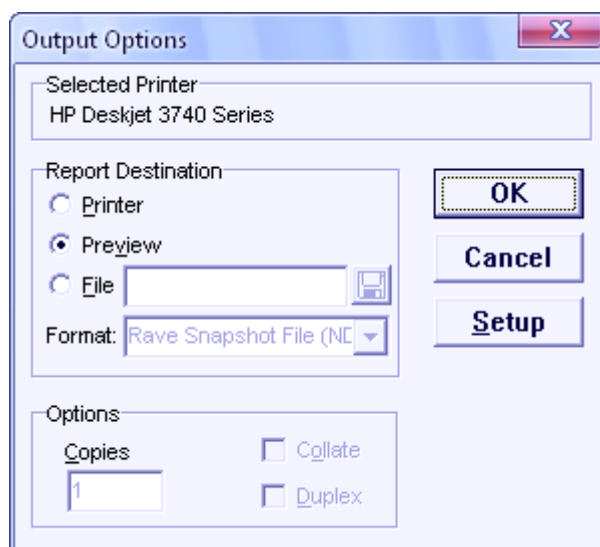 Output Options
Selected Printer
HP Deskjet 3740 Series
Report Destination
Printer
Preview
File
Format: Rave Snapshot File (ND
OK
Cancel
Setup
Options
Copies
1
Collate
Duplex